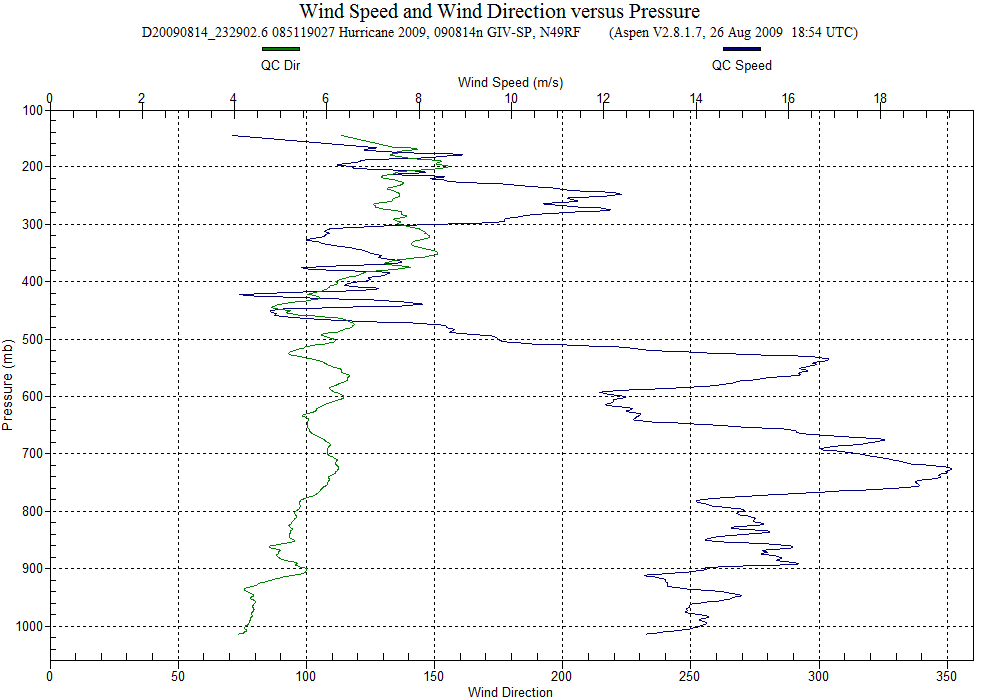 Wind Speed and Wind Direction versus Pressure
D20090814_232902.6 085119027 Hurricane 2009, 090814n GIV-SP, N49RF (Aspen V2.8.1.7, 26 Aug 2009 18:54 UTC)
QC Dir QC Speed
Wind Speed (m/s)
0 2 4 6 8 10 12 14 16 18
100
200
300
400
500
600
700
800
900
1000
Pressure (mb)
0 50 100 150 200 250 300 350
Wind Direction